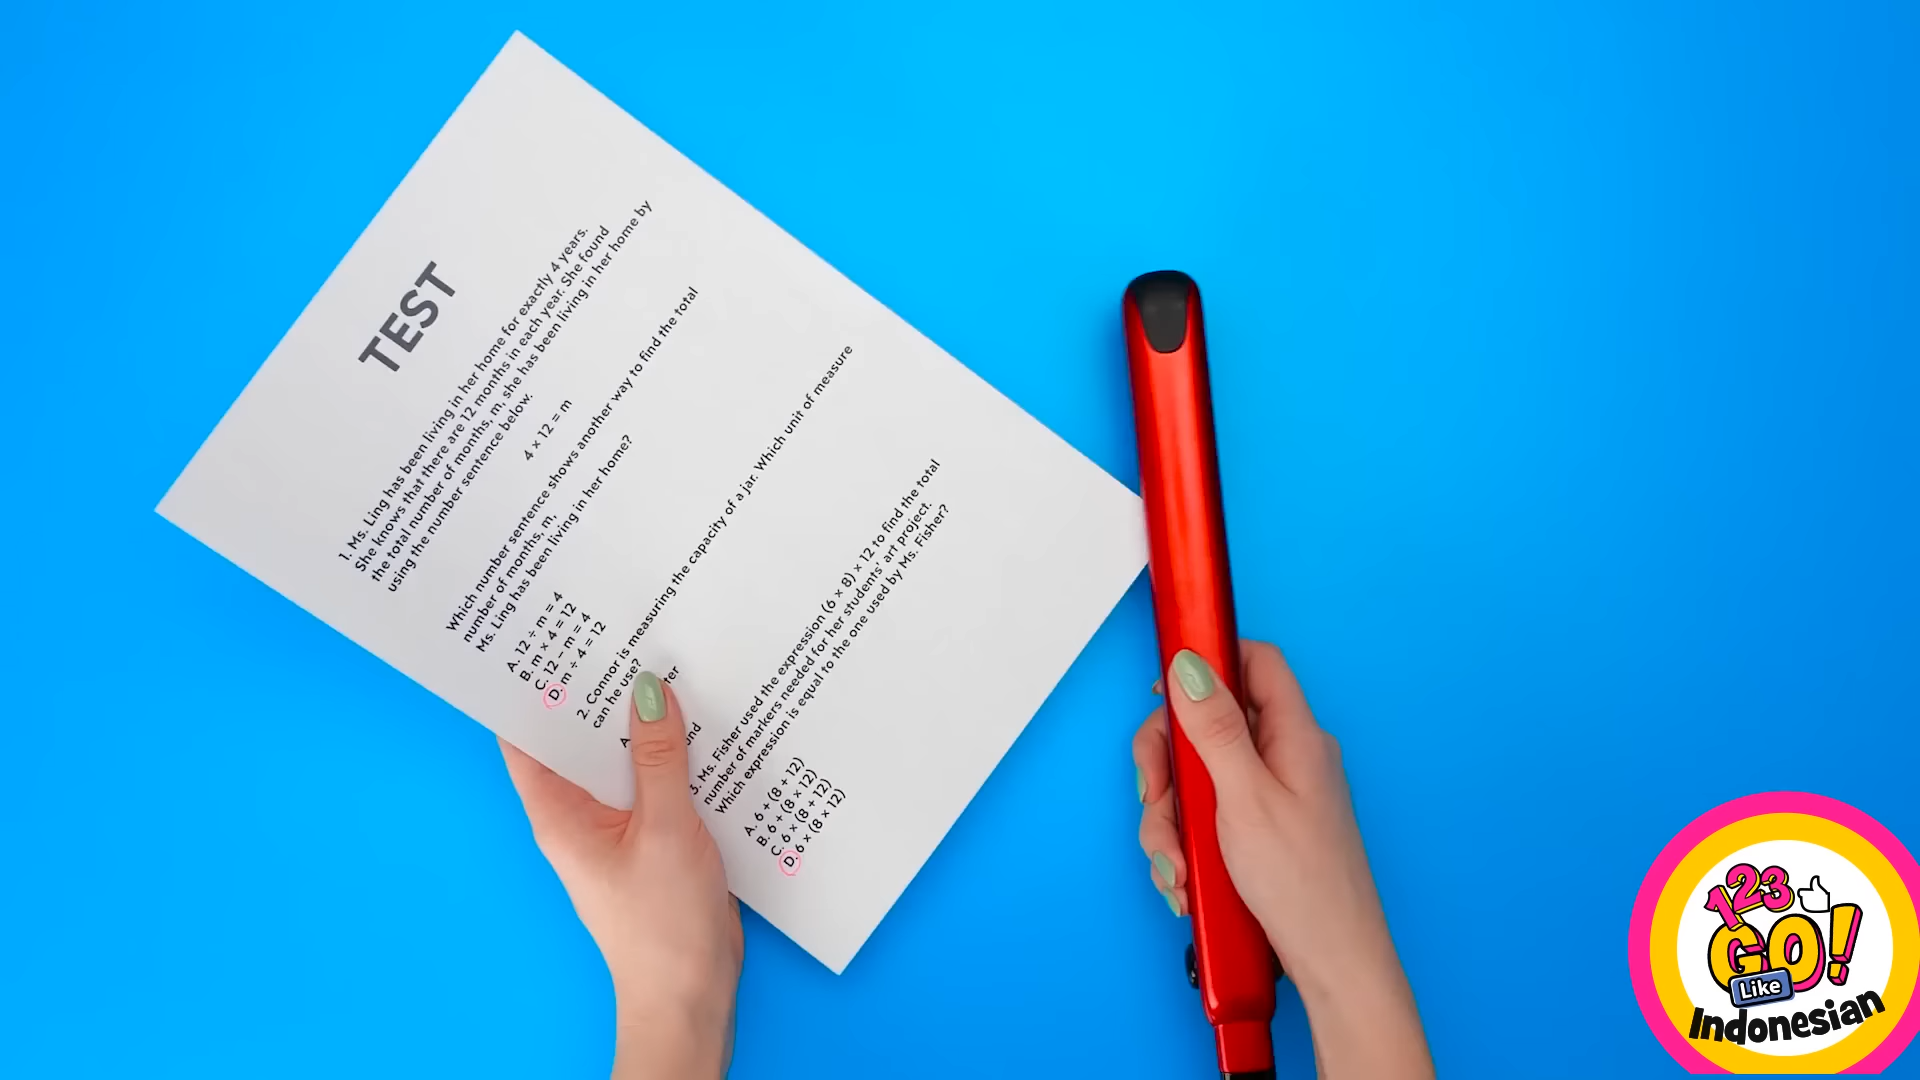 TEST
1. Ms. Ling has been living in her home for exactly 4 years.
She knows that there are 12 months in each year. She found
the total number of months, m, she has been living in her home by
using the number sentence below.
4 × 12 = m
Which number sentence shows another way to find the total
number of months, m,
Ms. Ling has been living in her home?
A. 12 ÷ m = 4
B. m × 4 = 12
C. 12 – m = 4
D. m ÷ 4 = 12
2. Connor is measuring the capacity of a jar. Which unit of measure
can he use?
A.
3. Ms. Fisher used the expression (6 × 8) × 12 to find the total
number of markers needed for her students' art project.
Which expression is equal to the one used by Ms. Fisher?
A. 6 + (8 + 12)
B. 6 + (8 × 12)
C. 6 × (8 + 12)
D. 6 × (8 × 12)
123
GO!
Like
Indonesian